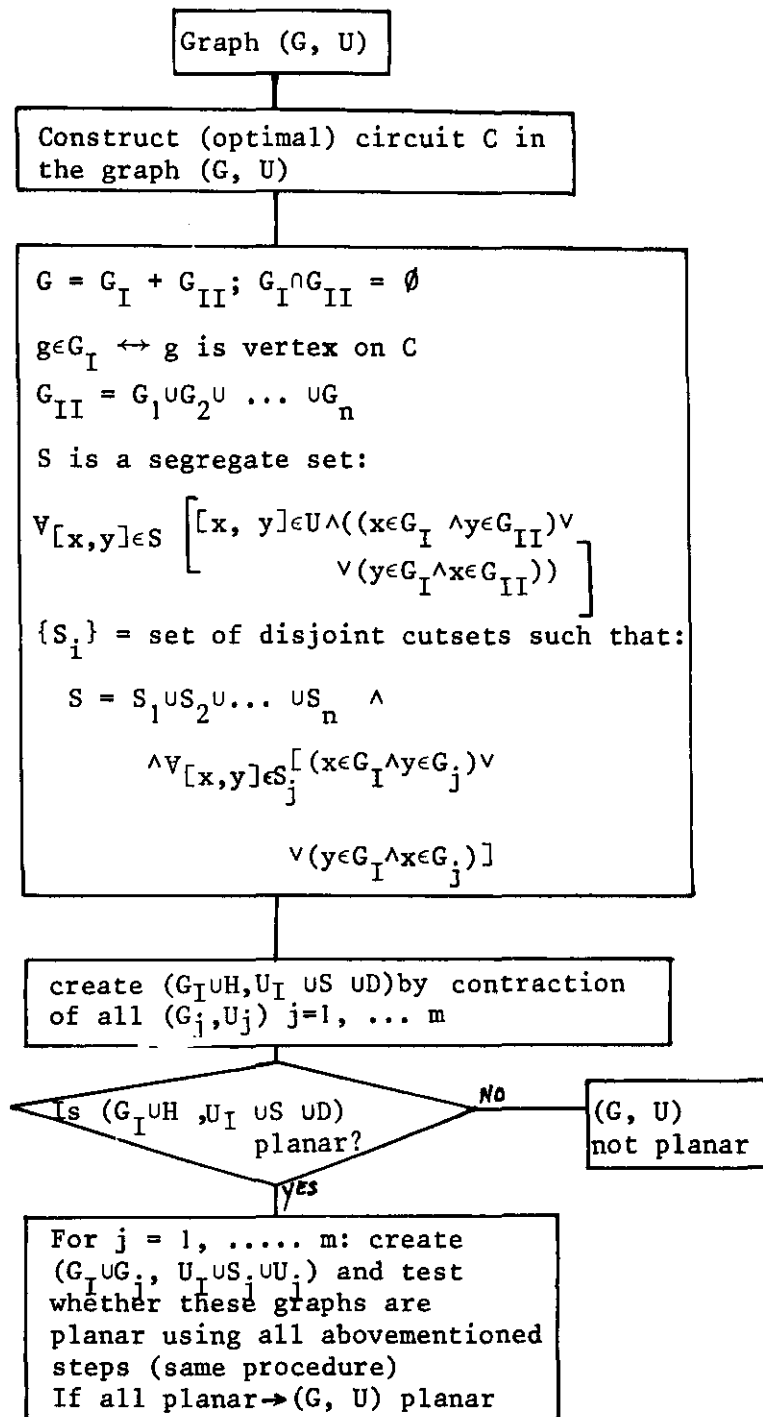 Graph (G, U)
Construct (optimal) circuit C in
the graph (G, U)
G = G_I + G_II; G_I∩G_II = ∅
g∈G_I ↔ g is vertex on C
G_II = G_1∪G_2∪ ... ∪G_n
S is a segregate set:
∀_[x,y]∈S [[x, y]∈U∧((x∈G_I ∧y∈G_II)∨
∨(y∈G_I∧x∈G_II))]
{S_i} = set of disjoint cutsets such that:
S = S_1∪S_2∪... ∪S_n ∧
∧∀_[x,y]∈S_j[(x∈G_I∧y∈G_j)∨
∨(y∈G_I∧x∈G_j)]
create (G_I∪H,U_I ∪S ∪D)by contraction
of all (G_j,U_j) j=1, ... m
Is (G_I∪H ,U_I ∪S ∪D)
planar?
NO
(G, U)
not planar
yes
For j = 1, ..... m: create
(G_I∪G_j, U_I∪S_j∪U_j) and test
whether these graphs are
planar using all abovementioned
steps (same procedure)
If all planar→(G, U) planar